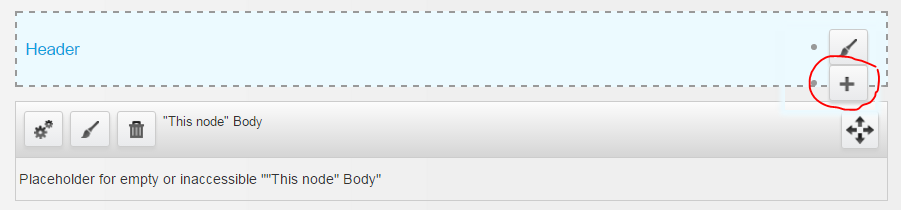 Header
"This node" Body
Placeholder for empty or inaccessible ""This node" Body"